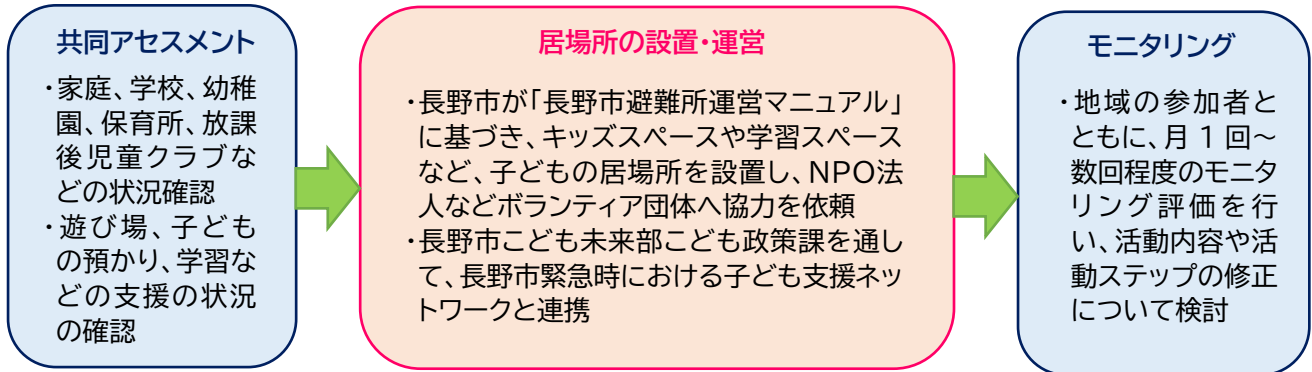 共同アセスメント
・家庭、学校、幼稚
園、保育所、放課
後児童クラブな
どの状況確認
・遊び場、子ども
の預かり、学習な
どの支援の状況
の確認
居場所の設置・運営
・長野市が「長野市避難所運営マニュアル」
に基づき、キッズスペースや学習スペース
など、子どもの居場所を設置し、NPO法
人などボランティア団体へ協力を依頼
・長野市こども未来部こども政策課を通し
て、長野市緊急時における子ども支援ネッ
トワークと連携
モニタリング
・地域の参加者と
ともに、月 1 回~
数回程度のモニタ
リング評価を行
い、活動内容や活
動ステップの修正
について検討